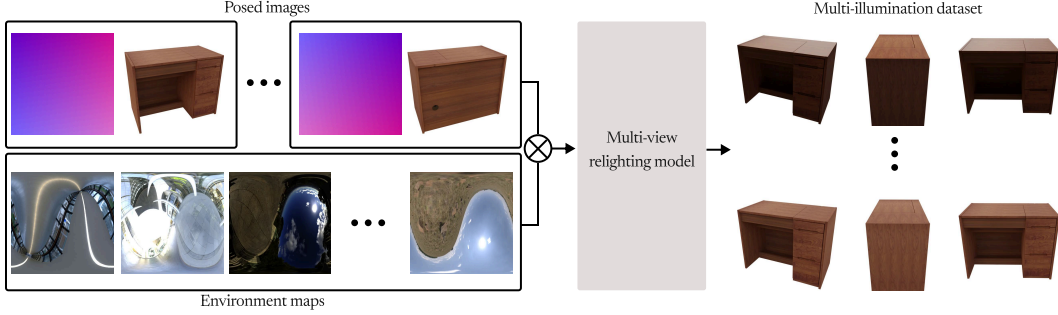 Posed images
Multi-illumination dataset
Multi-view
relighting model
Environment maps